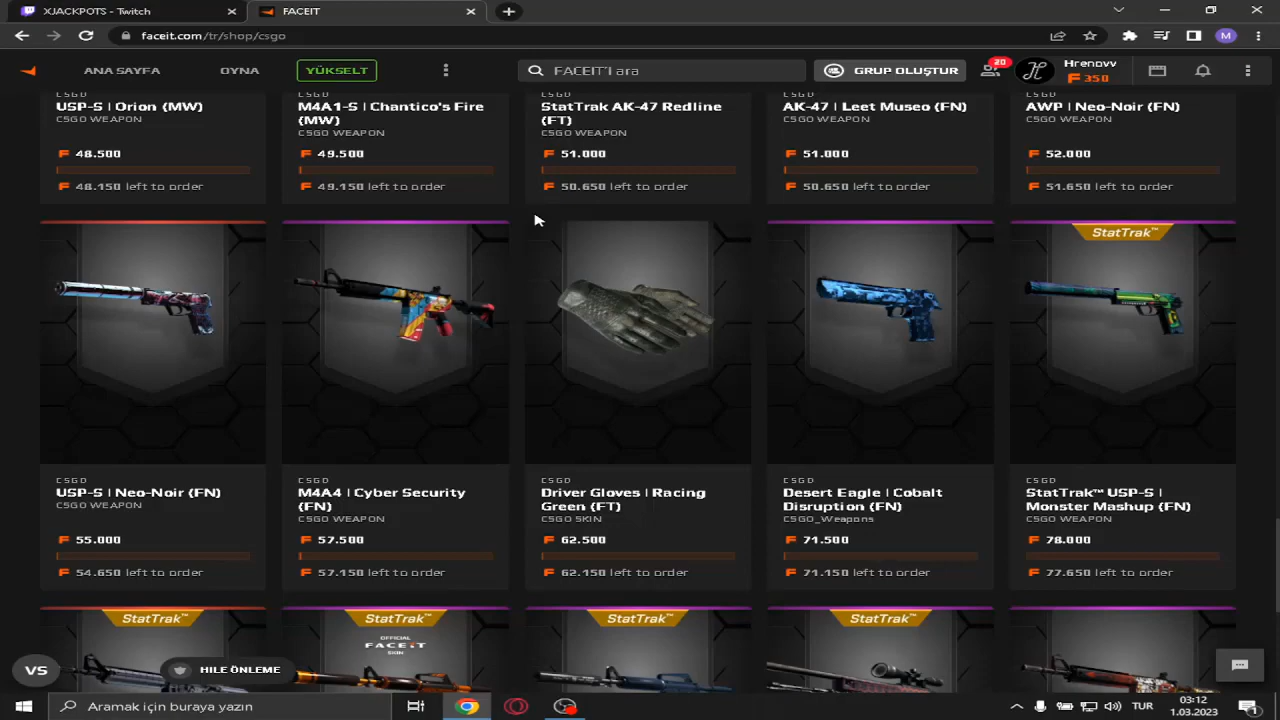 XJACKPOTS - Twitch
FACEIT
faceit.com/tr/shop/csgo
M
ANA SAYFA
OYNA
YÜKSELT
FACEIT'i ara
GRUP OLUŞTUR
20
Hrenovv
350
CSGO
USP-S | Orion (MW)
CSGO WEAPON
48.500
48.150 left to order
CSGO
M4A1-S | Chantico's Fire
(MW)
CSGO WEAPON
49.500
49.150 left to order
CSGO
StatTrak AK-47 Redline
(FT)
CSGO WEAPON
51.000
50.650 left to order
CSGO
AK-47 | Leet Museo (FN)
CSGO WEAPON
51.000
50.650 left to order
CSGO
AWP | Neo-Noir (FN)
CSGO WEAPON
52.000
51.650 left to order
CSGO
USP-S | Neo-Noir (FN)
CSGO WEAPON
55.000
54.650 left to order
CSGO
M4A4 | Cyber Security
(FN)
CSGO WEAPON
57.500
57.150 left to order
CSGO
Driver Gloves | Racing
Green (FT)
CSGO SKIN
62.500
62.150 left to order
CSGO
Desert Eagle | Cobalt
Disruption (FN)
CSGO_Weapons
71.500
71.150 left to order
StatTrak™
CSGO
StatTrak™ USP-S |
Monster Mashup (FN)
CSGO WEAPON
78.000
77.650 left to order
StatTrak™
StatTrak™
OFFICIAL
FACEIT
SKIN
StatTrak™
StatTrak™
VS
HILE ÖNLEME
Aramak için buraya yazın
TUR
03:12
1.03.2023
1